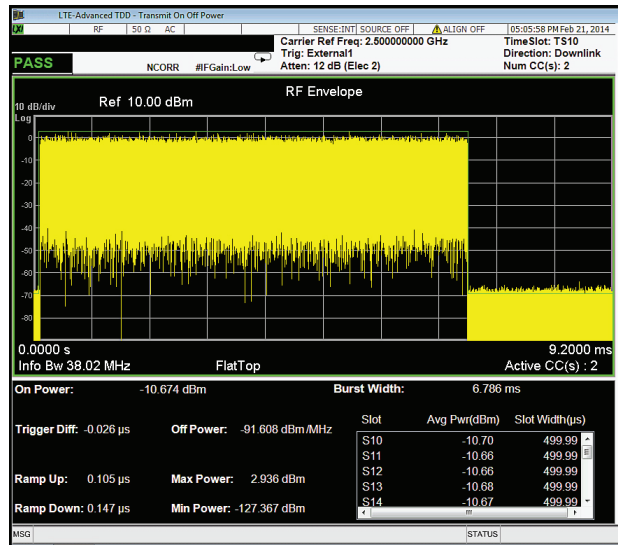 LXI LTE-Advanced TDD - Transmit On Off Power
RF 50 Ω AC SENSE:INT SOURCE OFF ALIGN OFF 05:05:58 PM Feb 21, 2014
Carrier Ref Freq: 2.500000000 GHz TimeSlot: TS10
Trig: External1 Direction: Downlink
PASS NCORR #IFGain:Low Atten: 12 dB (Elec 2) Num CC(s): 2
RF Envelope
10 dB/div Ref 10.00 dBm
Log
0
-10
-20
-30
-40
-50
-60
-70
-80
0.0000 s 9.2000 ms
Info Bw 38.02 MHz FlatTop Active CC(s) : 2
On Power: -10.674 dBm Burst Width: 6.786 ms
Slot Avg Pwr(dBm) Slot Width(µs)
Trigger Diff: -0.026 µs Off Power: -91.608 dBm/MHz
S10 -10.70 499.99
S11 -10.66 499.99
S12 -10.66 499.99
Ramp Up: 0.105 µs Max Power: 2.936 dBm
S13 -10.68 499.99
S14 -10.67 499.99
Ramp Down: 0.147 µs Min Power: -127.367 dBm
MSG STATUS